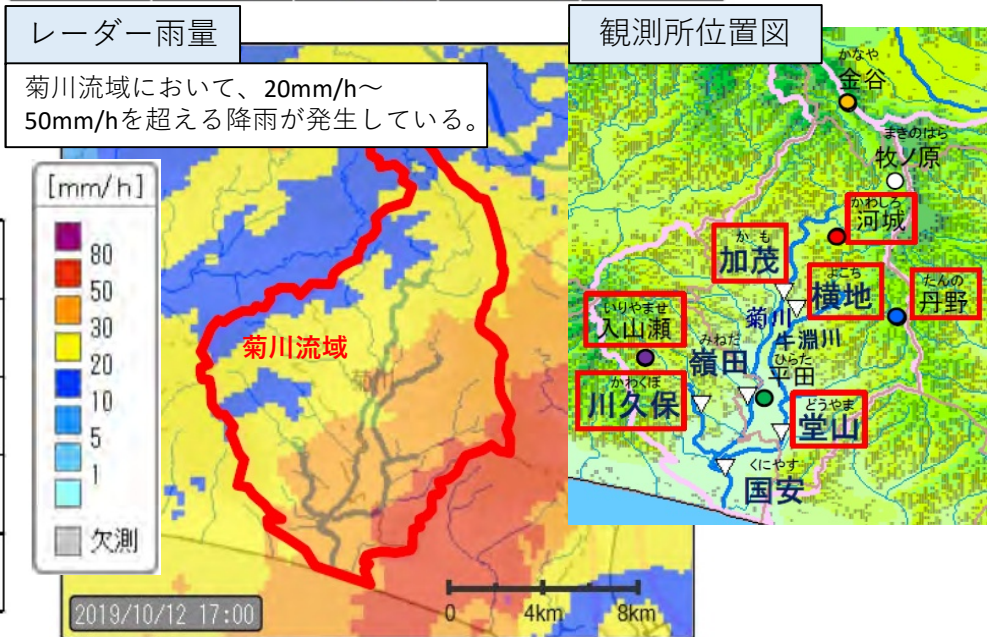 レーダー雨量
菊川流域において、20mm/h～
50mm/hを超える降雨が発生している。
[mm/h]
80
50
30
20
10
5
1
欠測
菊川流域
菊川
2019/10/12 17:00
0 4km 8km
観測所位置図
かなや
金谷
まきのはら
牧ノ原
かわしろ
河城
かも
加茂
よこち
横地
たんの
丹野
いりやませ
入山瀬
菊川
牛淵川
みねだ
嶺田
ひらた
平田
かわくぼ
川久保
どうやま
堂山
くにやす
国安